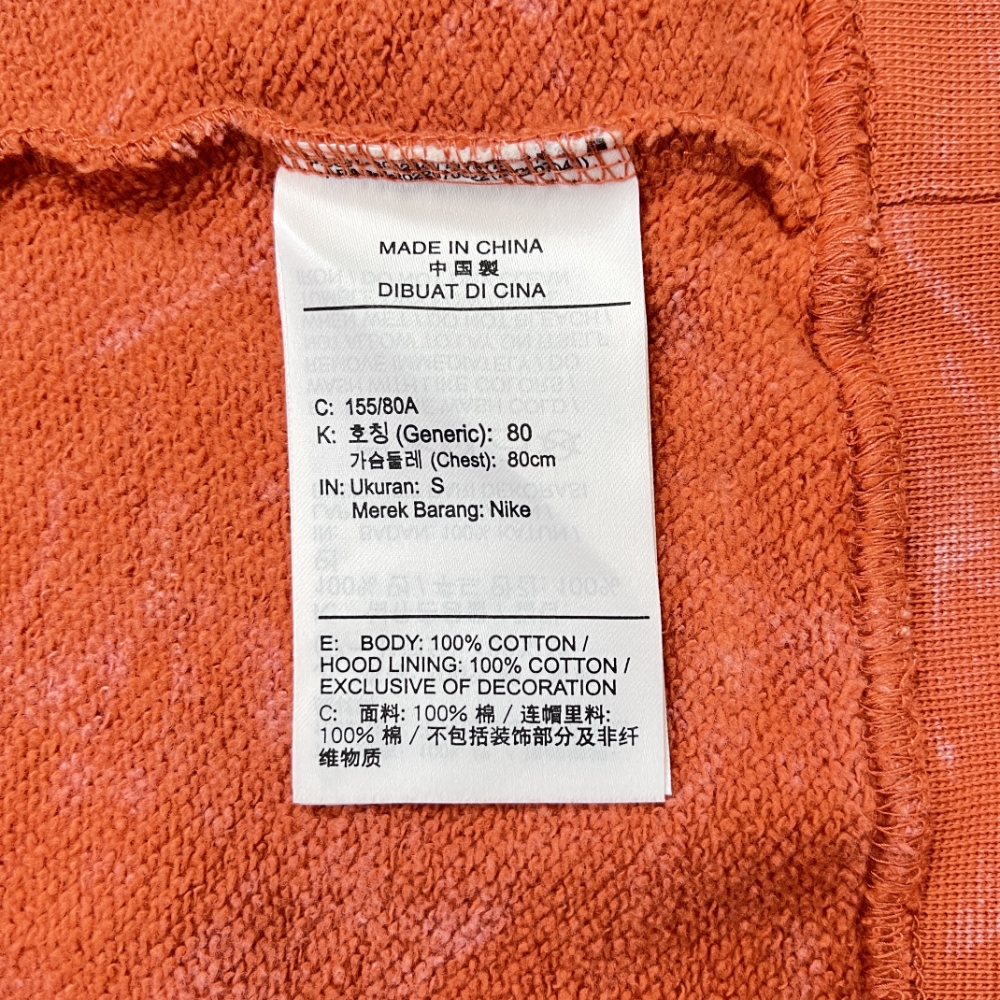 MADE IN CHINA
中国製
DIBUAT DI CINA
C: 155/80A
K: 호칭 (Generic): 80
가슴둘레 (Chest): 80cm
IN: Ukuran: S
Merek Barang: Nike
E: BODY: 100% COTTON /
HOOD LINING: 100% COTTON /
EXCLUSIVE OF DECORATION
C: 面料: 100% 棉 / 连帽里料:
100% 棉 / 不包括装饰部分及非纤
维物质